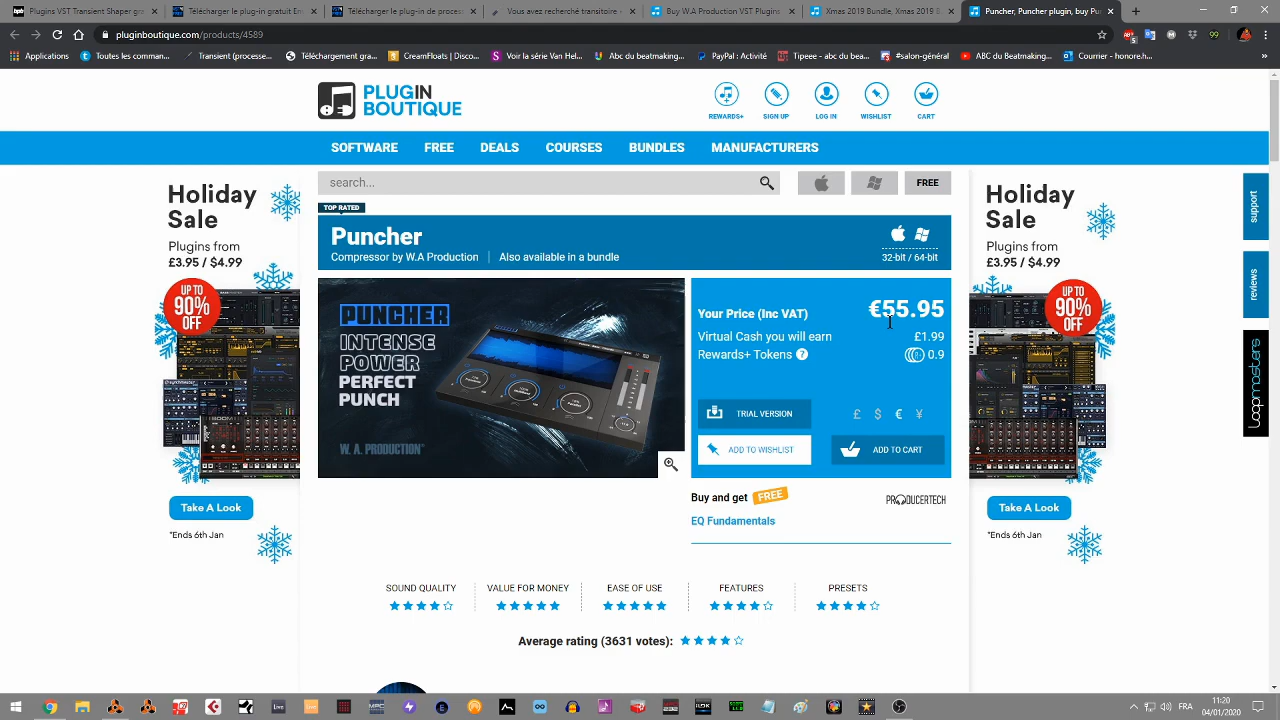 Plugins VST Transient Shaper gra
Télécharger le plugin de process
Vous avez recherché transitoire -
Buy W.A Production VST Plugins
Xmas 2019 Bundle, Xmas 2019 B
Buy Puncher, Puncher plug in, bu
pluginboutique.com/products/4589
Applications
Toutes les comman...
Transient (proces...
Téléchargement gr...
CreamFloats | Disco...
Voir la série Van Hel...
Abc du beatmaking...
PayPal : Activité
Tipeee - abc du bea...
#salon-général
ABC du Beatmaking...
Courrier - honore.h...
PLUGIN
BOUTIQUE
REWARDS+
SIGN UP
LOG IN
WISHLIST
CART
SOFTWARE
FREE
DEALS
COURSES
BUNDLES
MANUFACTURERS
search...
FREE
Holiday
Sale
Plugins from
£3.95 / $4.99
UP TO
90%
OFF
Take A Look
*Ends 6th Jan
TOP RATED
Puncher
Compressor by W.A Production | Also available in a bundle
32-bit / 64-bit
PUNCHER
INTENSE
POWER
PERFECT
PUNCH
W. A. PRODUCTION
Your Price (Inc VAT)
€55.95
Virtual Cash you will earn
£1.99
Rewards+ Tokens ?
0.9
TRIAL VERSION
£ $ € ¥
ADD TO WISHLIST
ADD TO CART
Buy and get FREE
PRODUCERTECH
EQ Fundamentals
SOUND QUALITY
VALUE FOR MONEY
EASE OF USE
FEATURES
PRESETS
Average rating (3631 votes):
Holiday
Sale
Plugins from
£3.95 / $4.99
UP TO
90%
OFF
Take A Look
*Ends 6th Jan
support
reviews
Loopmasters
FRA
11:20
04/01/2020